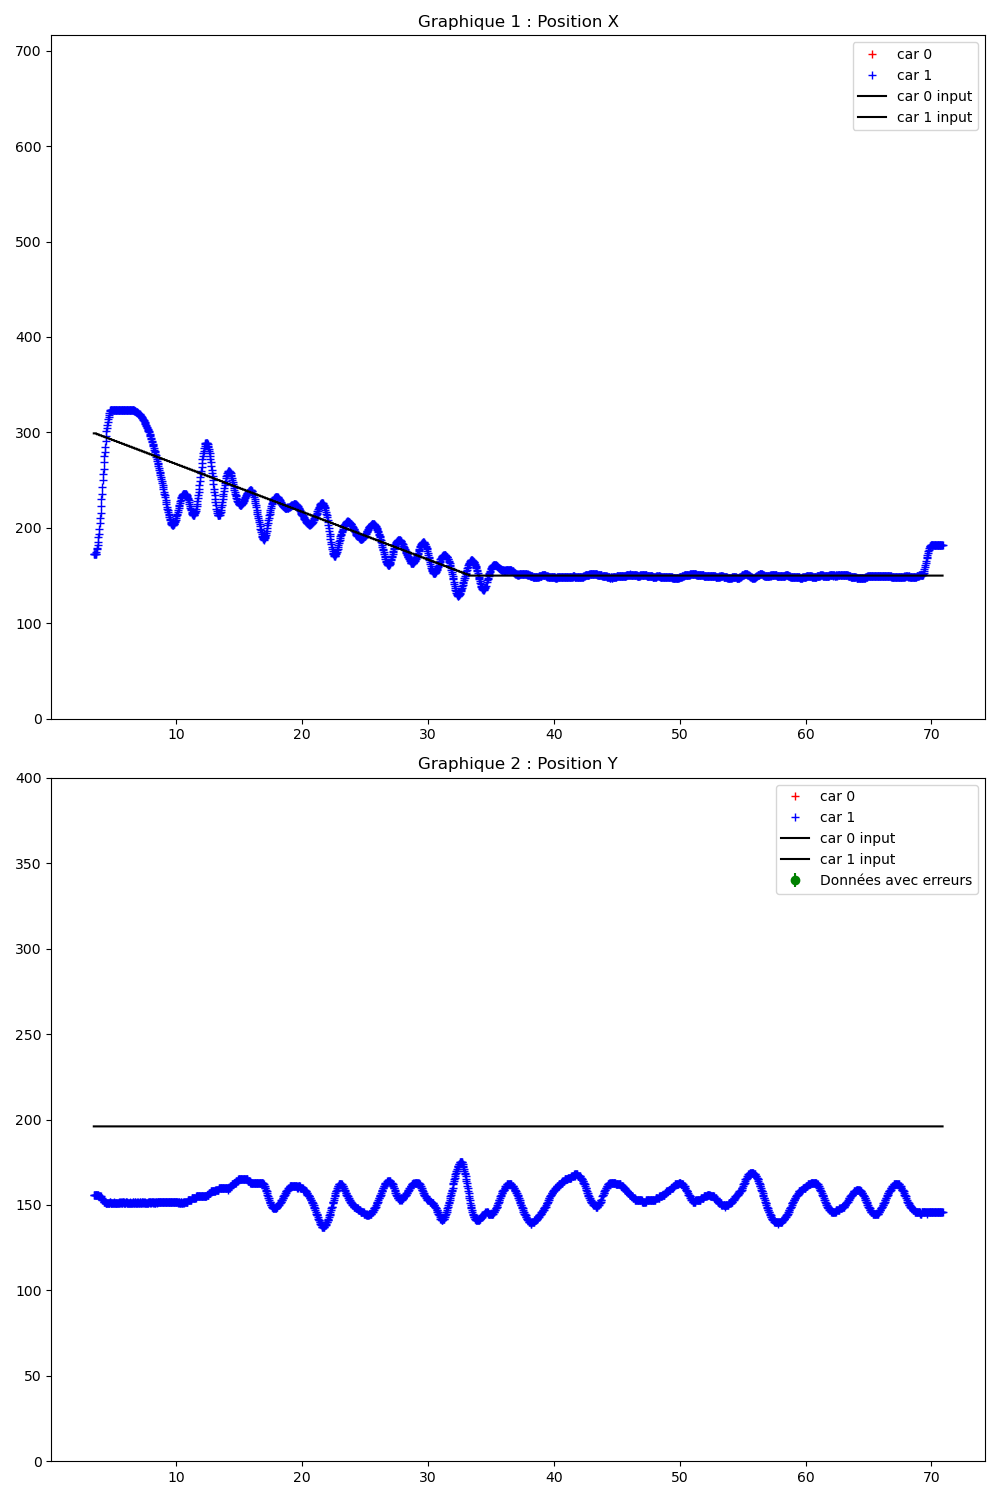 Graphique 1 : Position X
700
600
500
400
300
200
100
0
car 0
car 1
car 0 input
car 1 input
10 20 30 40 50 60 70
Graphique 2 : Position Y
400
350
300
250
200
150
100
50
0
car 0
car 1
car 0 input
car 1 input
Données avec erreurs
10 20 30 40 50 60 70